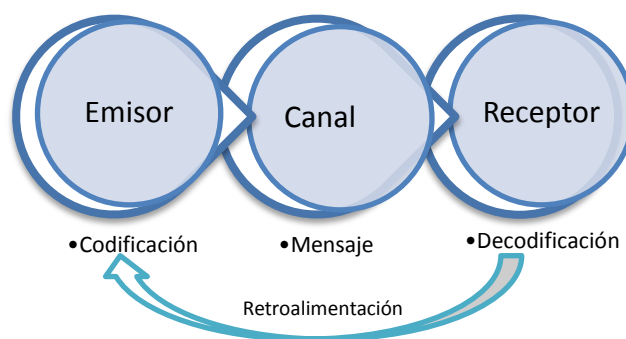 Emisor
Canal
Receptor
•Codificación
•Mensaje
•Decodificación
Retroalimentación